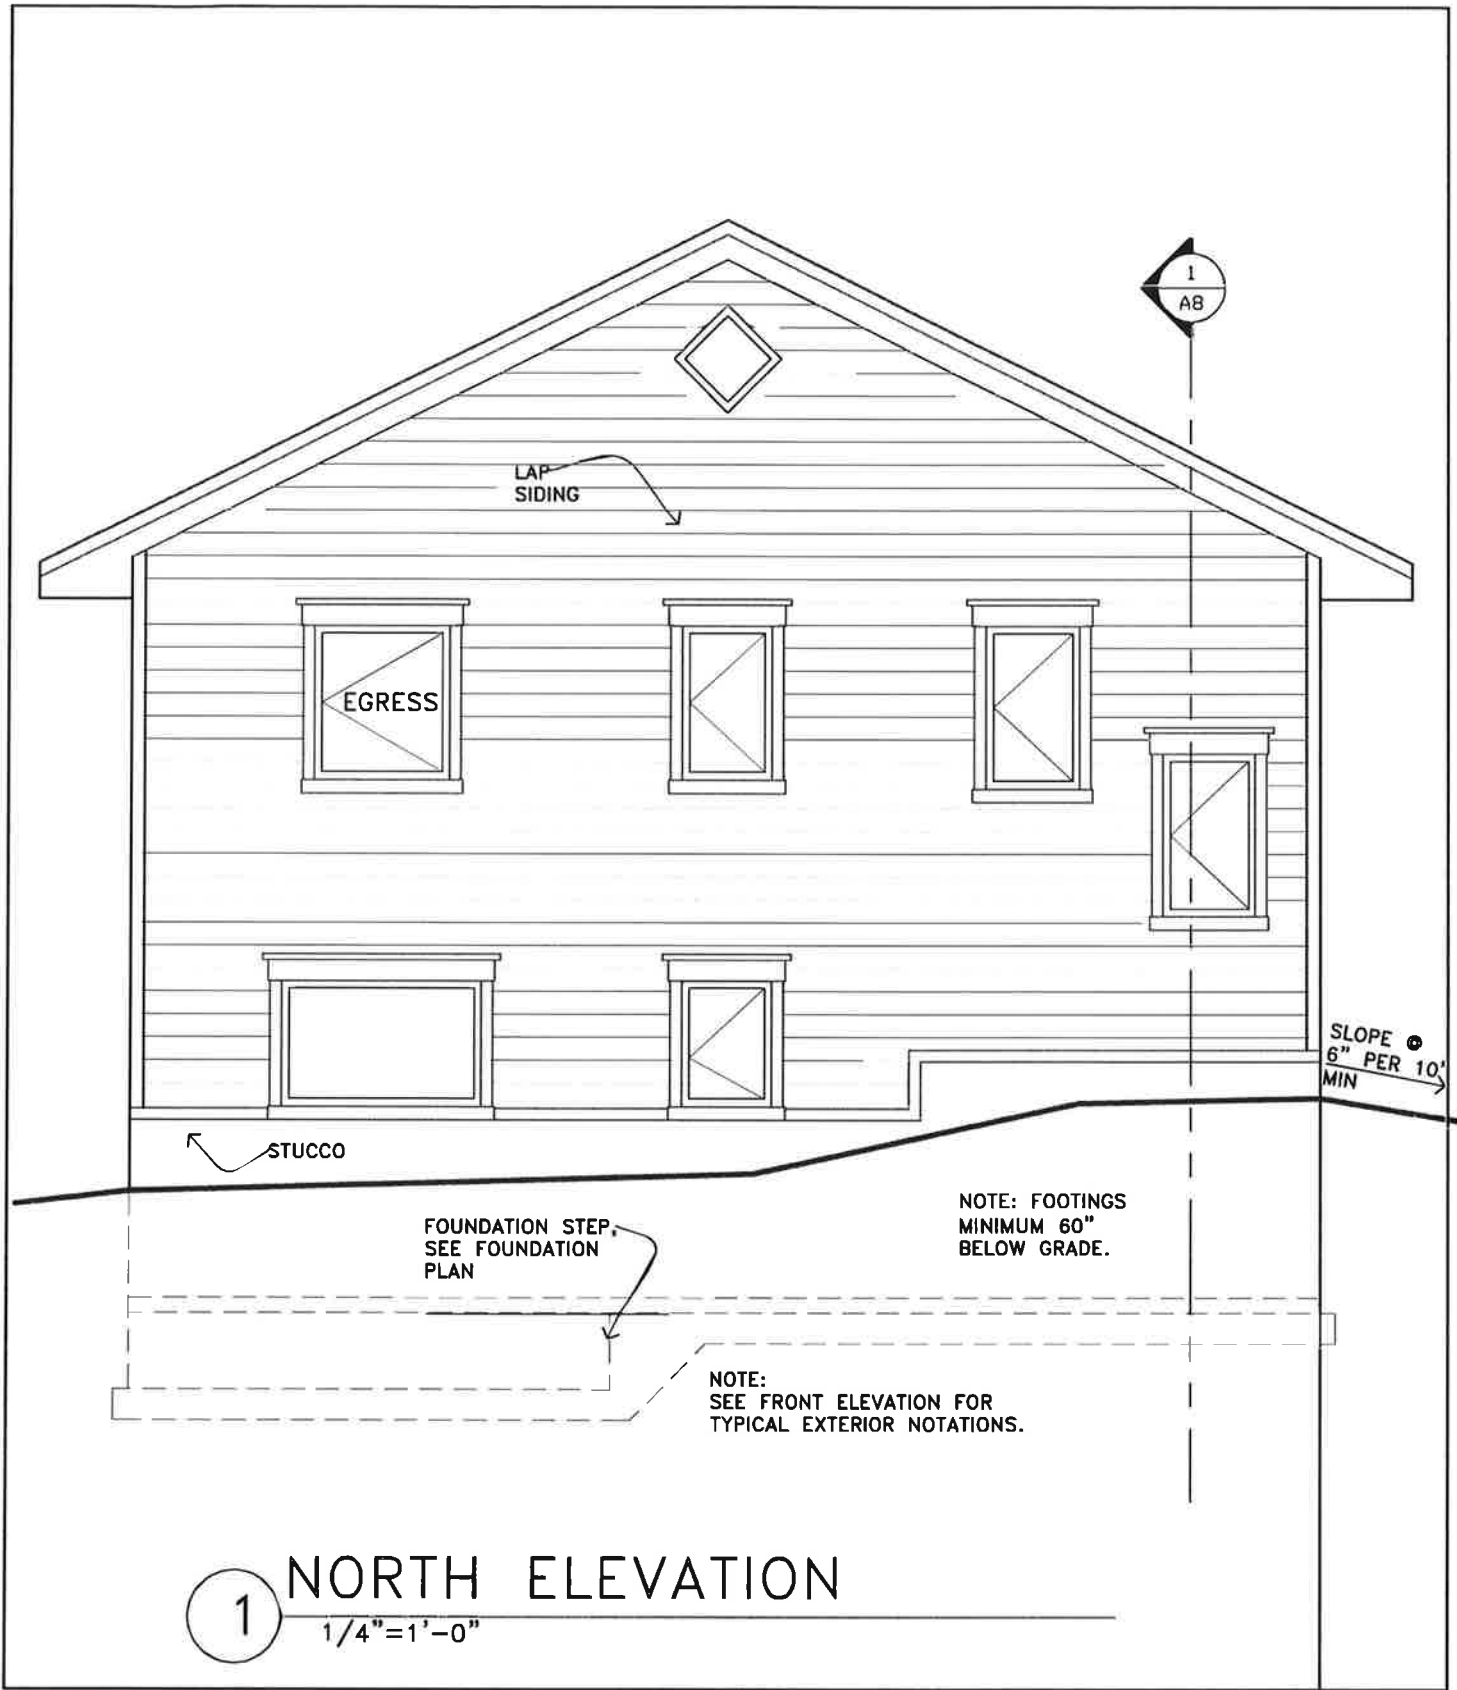 1
A8
LAP
SIDING
EGRESS
SLOPE @
6" PER 10'
MIN
STUCCO
NOTE: FOOTINGS
MINIMUM 60"
BELOW GRADE.
FOUNDATION STEP,
SEE FOUNDATION
PLAN
NOTE:
SEE FRONT ELEVATION FOR
TYPICAL EXTERIOR NOTATIONS.
1 NORTH ELEVATION
1/4"=1'-0"